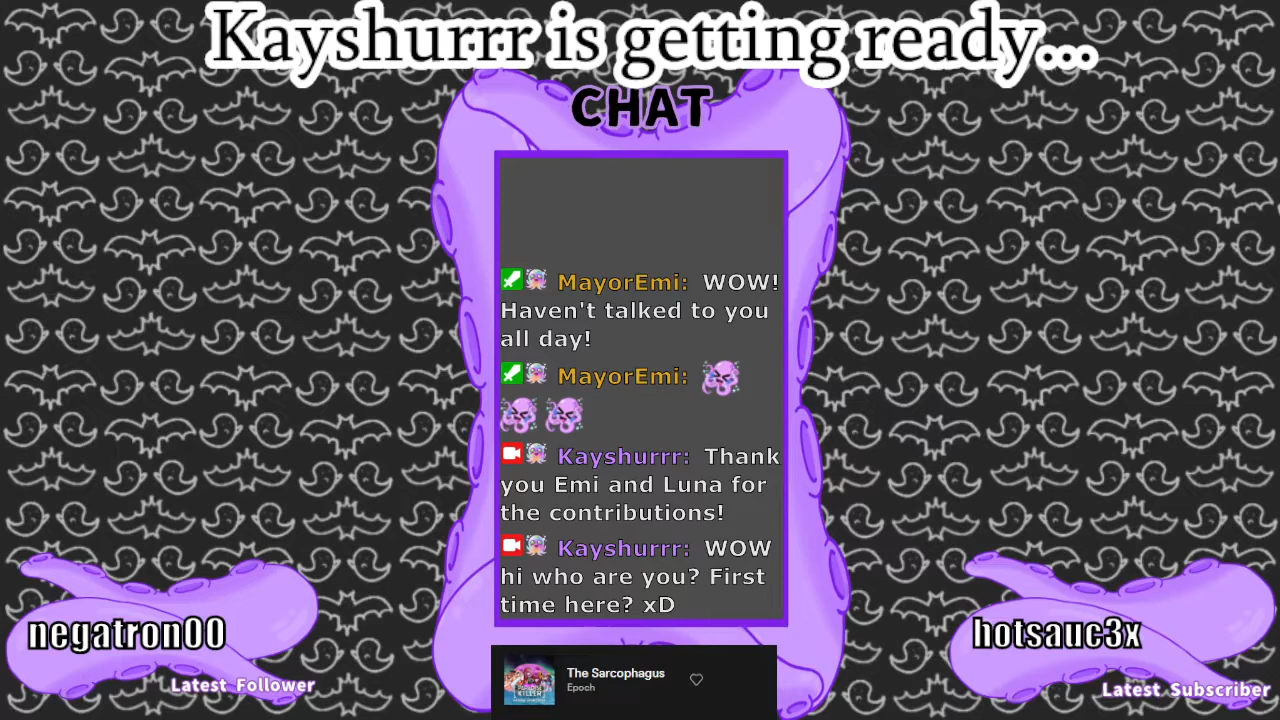 Kayshurrr is getting ready...
CHAT
MayorEmi: WOW!
Haven't talked to you
all day!
MayorEmi:
Kayshurrr: Thank
you Emi and Luna for
the contributions!
Kayshurrr: WOW
hi who are you? First
time here? xD
negatron00
Latest Follower
hotsauc3x
Latest Subscriber
The Sarcophagus
Epoch